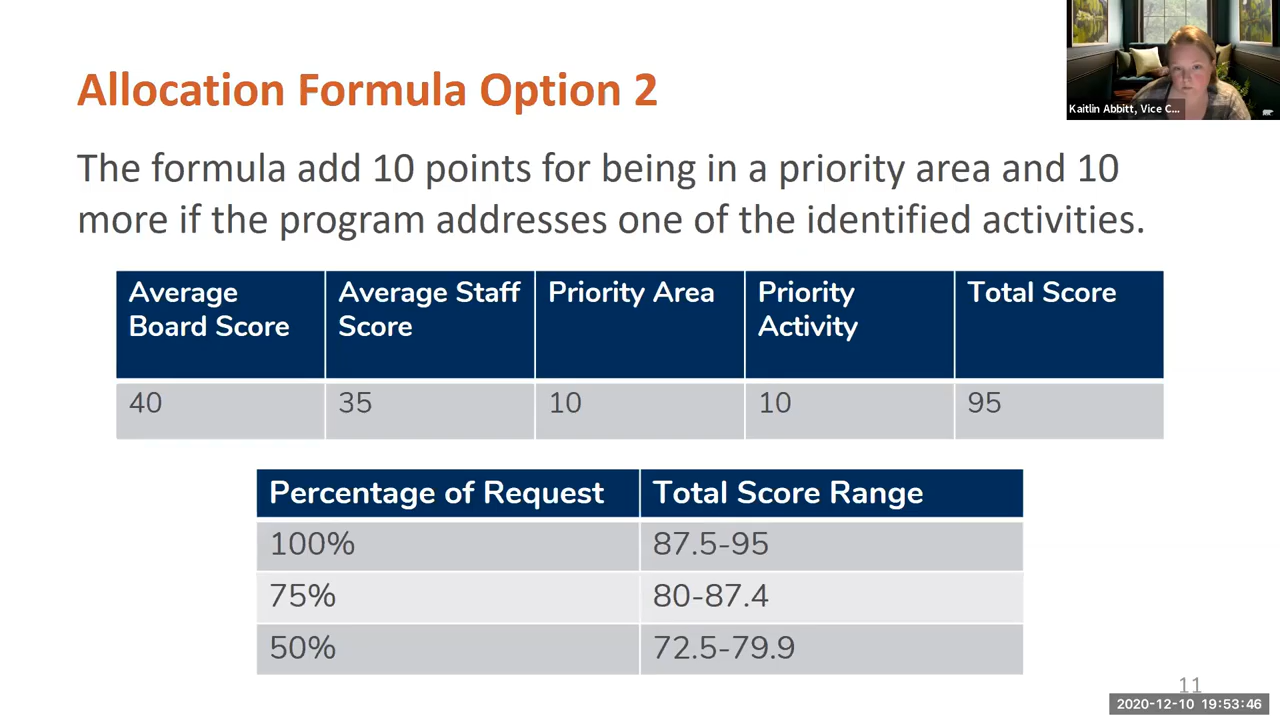 Allocation Formula Option 2
Kaitlin Abbitt, Vice C...
The formula add 10 points for being in a priority area and 10
more if the program addresses one of the identified activities.
Average Board Score
Average Staff Score
Priority Area
Priority Activity
Total Score
40
35
10
10
95
Percentage of Request
Total Score Range
100%
87.5-95
75%
80-87.4
50%
72.5-79.9
11
2020-12-10 19:53:46